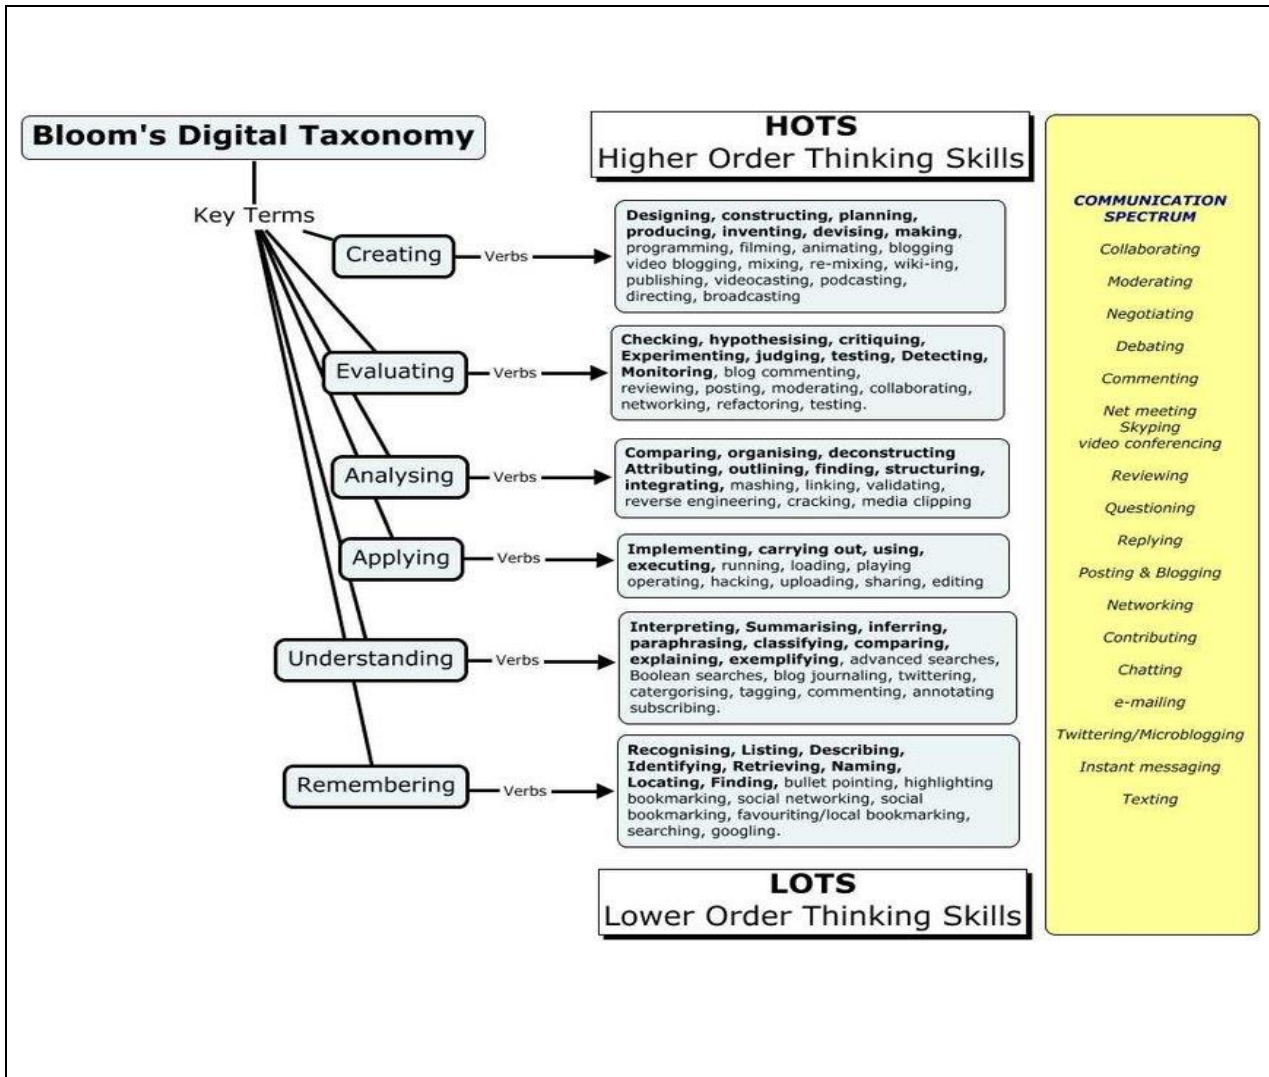 Bloom's Digital Taxonomy
Key Terms
HOTS
Higher Order Thinking Skills
Creating
Verbs
Designing, constructing, planning,
producing, inventing, devising, making,
programming, filming, animating, blogging
video blogging, mixing, re-mixing, wiki-ing,
publishing, videocasting, podcasting,
directing, broadcasting
Evaluating
Verbs
Checking, hypothesising, critiquing,
Experimenting, judging, testing, Detecting,
Monitoring, blog commenting,
reviewing, posting, moderating, collaborating,
networking, refactoring, testing.
Analysing
Verbs
Comparing, organising, deconstructing
Attributing, outlining, finding, structuring,
integrating, mashing, linking, validating,
reverse engineering, cracking, media clipping
Applying
Verbs
Implementing, carrying out, using,
executing, running, loading, playing
operating, hacking, uploading, sharing, editing
Understanding
Verbs
Interpreting, Summarising, inferring,
paraphrasing, classifying, comparing,
explaining, exemplifying, advanced searches,
Boolean searches, blog journaling, twittering,
catergorising, tagging, commenting, annotating
subscribing.
Remembering
Verbs
Recognising, Listing, Describing,
Identifying, Retrieving, Naming,
Locating, Finding, bullet pointing, highlighting
bookmarking, social networking, social
bookmarking, favouriting/local bookmarking,
searching, googling.
LOTS
Lower Order Thinking Skills
COMMUNICATION
SPECTRUM
Collaborating
Moderating
Negotiating
Debating
Commenting
Net meeting
Skyping
video conferencing
Reviewing
Questioning
Replying
Posting & Blogging
Networking
Contributing
Chatting
e-mailing
Twittering/Microblogging
Instant messaging
Texting